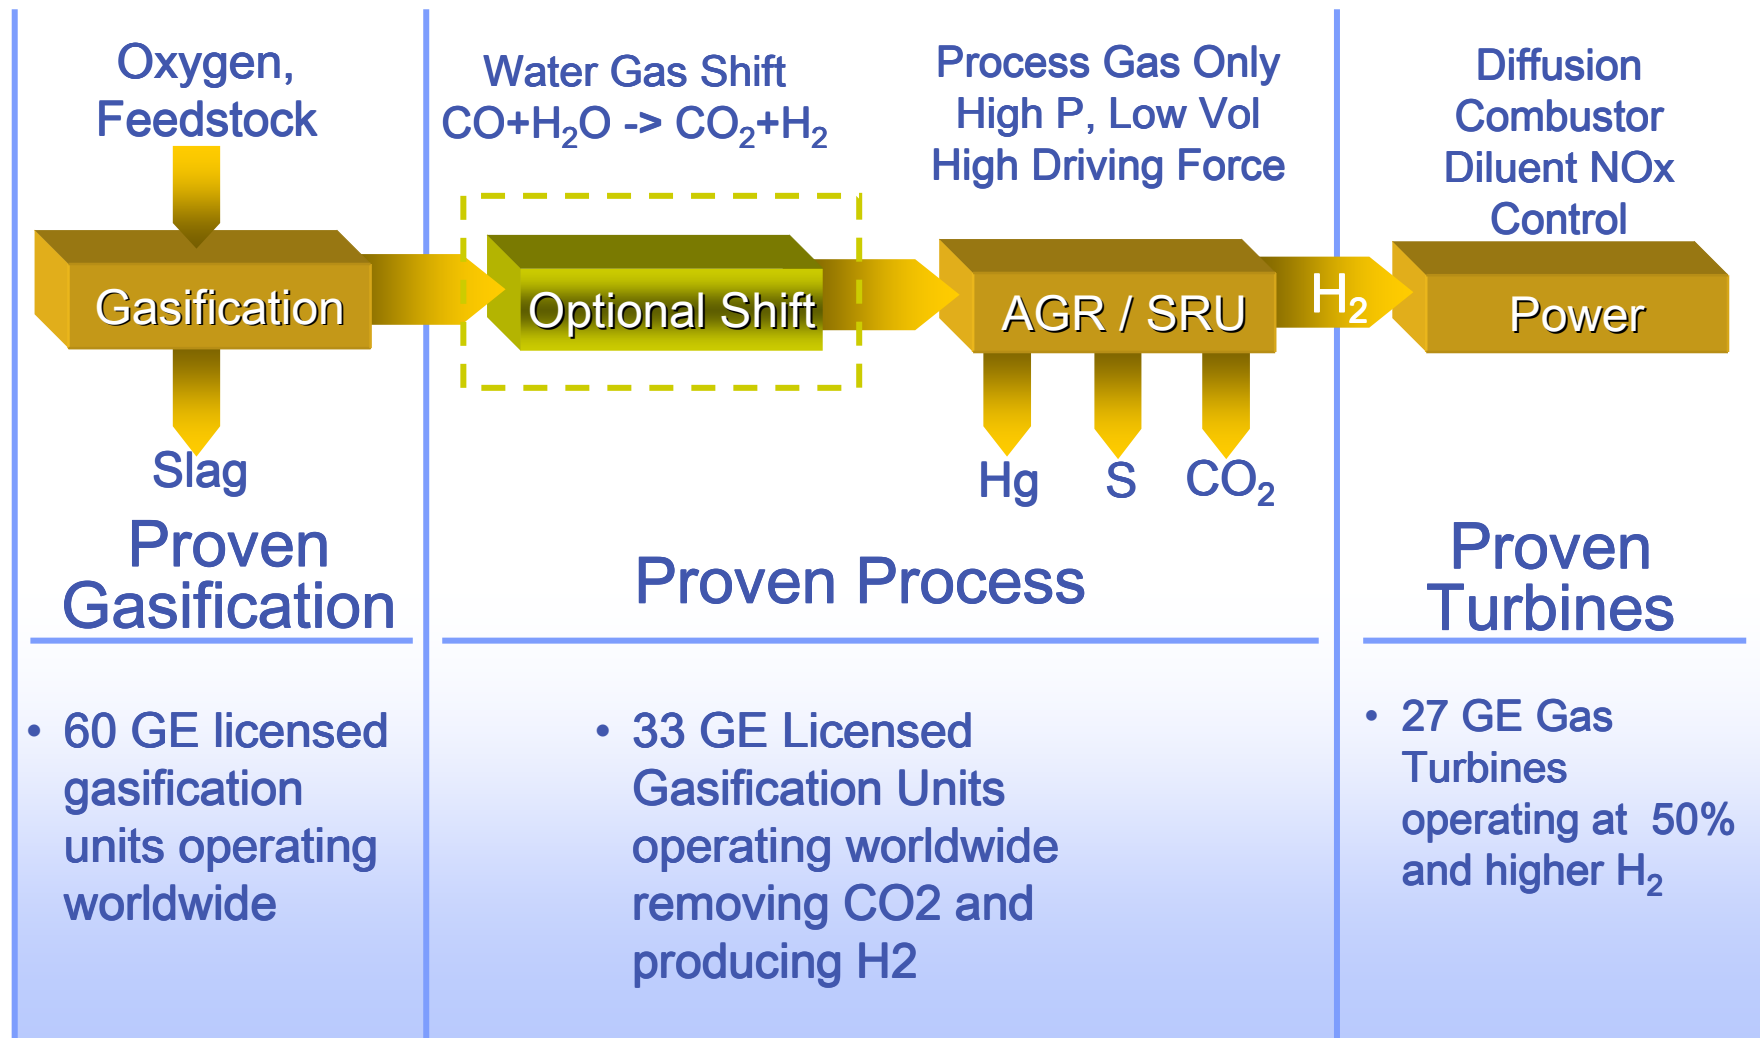 Oxygen,
Feedstock
Gasification
Slag
Proven
Gasification
• 60 GE licensed
gasification
units operating
worldwide
Water Gas Shift
CO+H₂O -> CO₂+H₂
Optional Shift
Process Gas Only
High P, Low Vol
High Driving Force
AGR / SRU
Hg S CO₂
Proven Process
• 33 GE Licensed
Gasification Units
operating worldwide
removing CO2 and
producing H2
H₂
Diffusion
Combustor
Diluent NOx
Control
Power
Proven
Turbines
• 27 GE Gas
Turbines
operating at 50%
and higher H₂